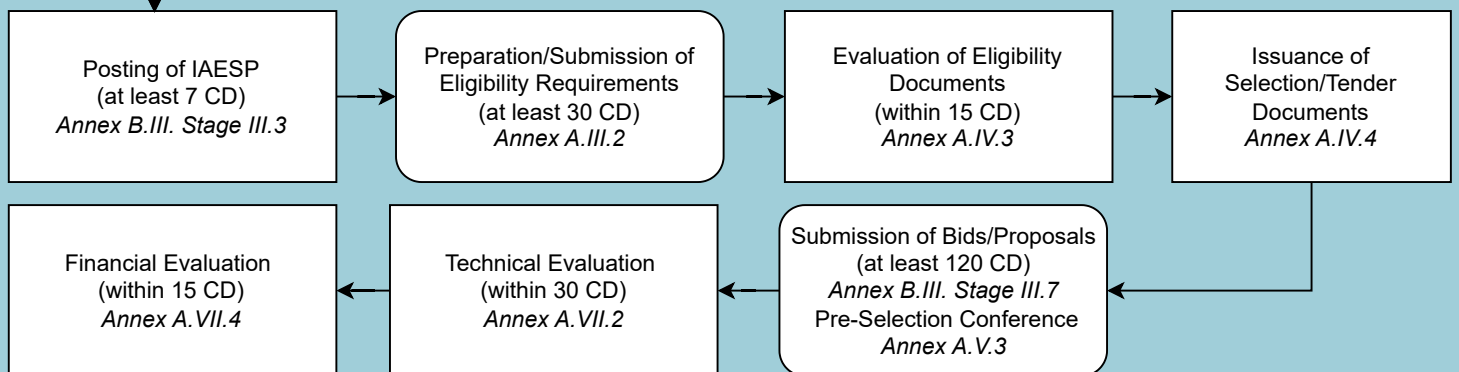 Posting of IAESP
(at least 7 CD)
Annex B.III. Stage III.3
Preparation/Submission of
Eligibility Requirements
(at least 30 CD)
Annex A.III.2
Evaluation of Eligibility
Documents
(within 15 CD)
Annex A.IV.3
Issuance of
Selection/Tender
Documents
Annex A.IV.4
Submission of Bids/Proposals
(at least 120 CD)
Annex B.III. Stage III.7
Pre-Selection Conference
Annex A.V.3
Technical Evaluation
(within 30 CD)
Annex A.VII.2
Financial Evaluation
(within 15 CD)
Annex A.VII.4